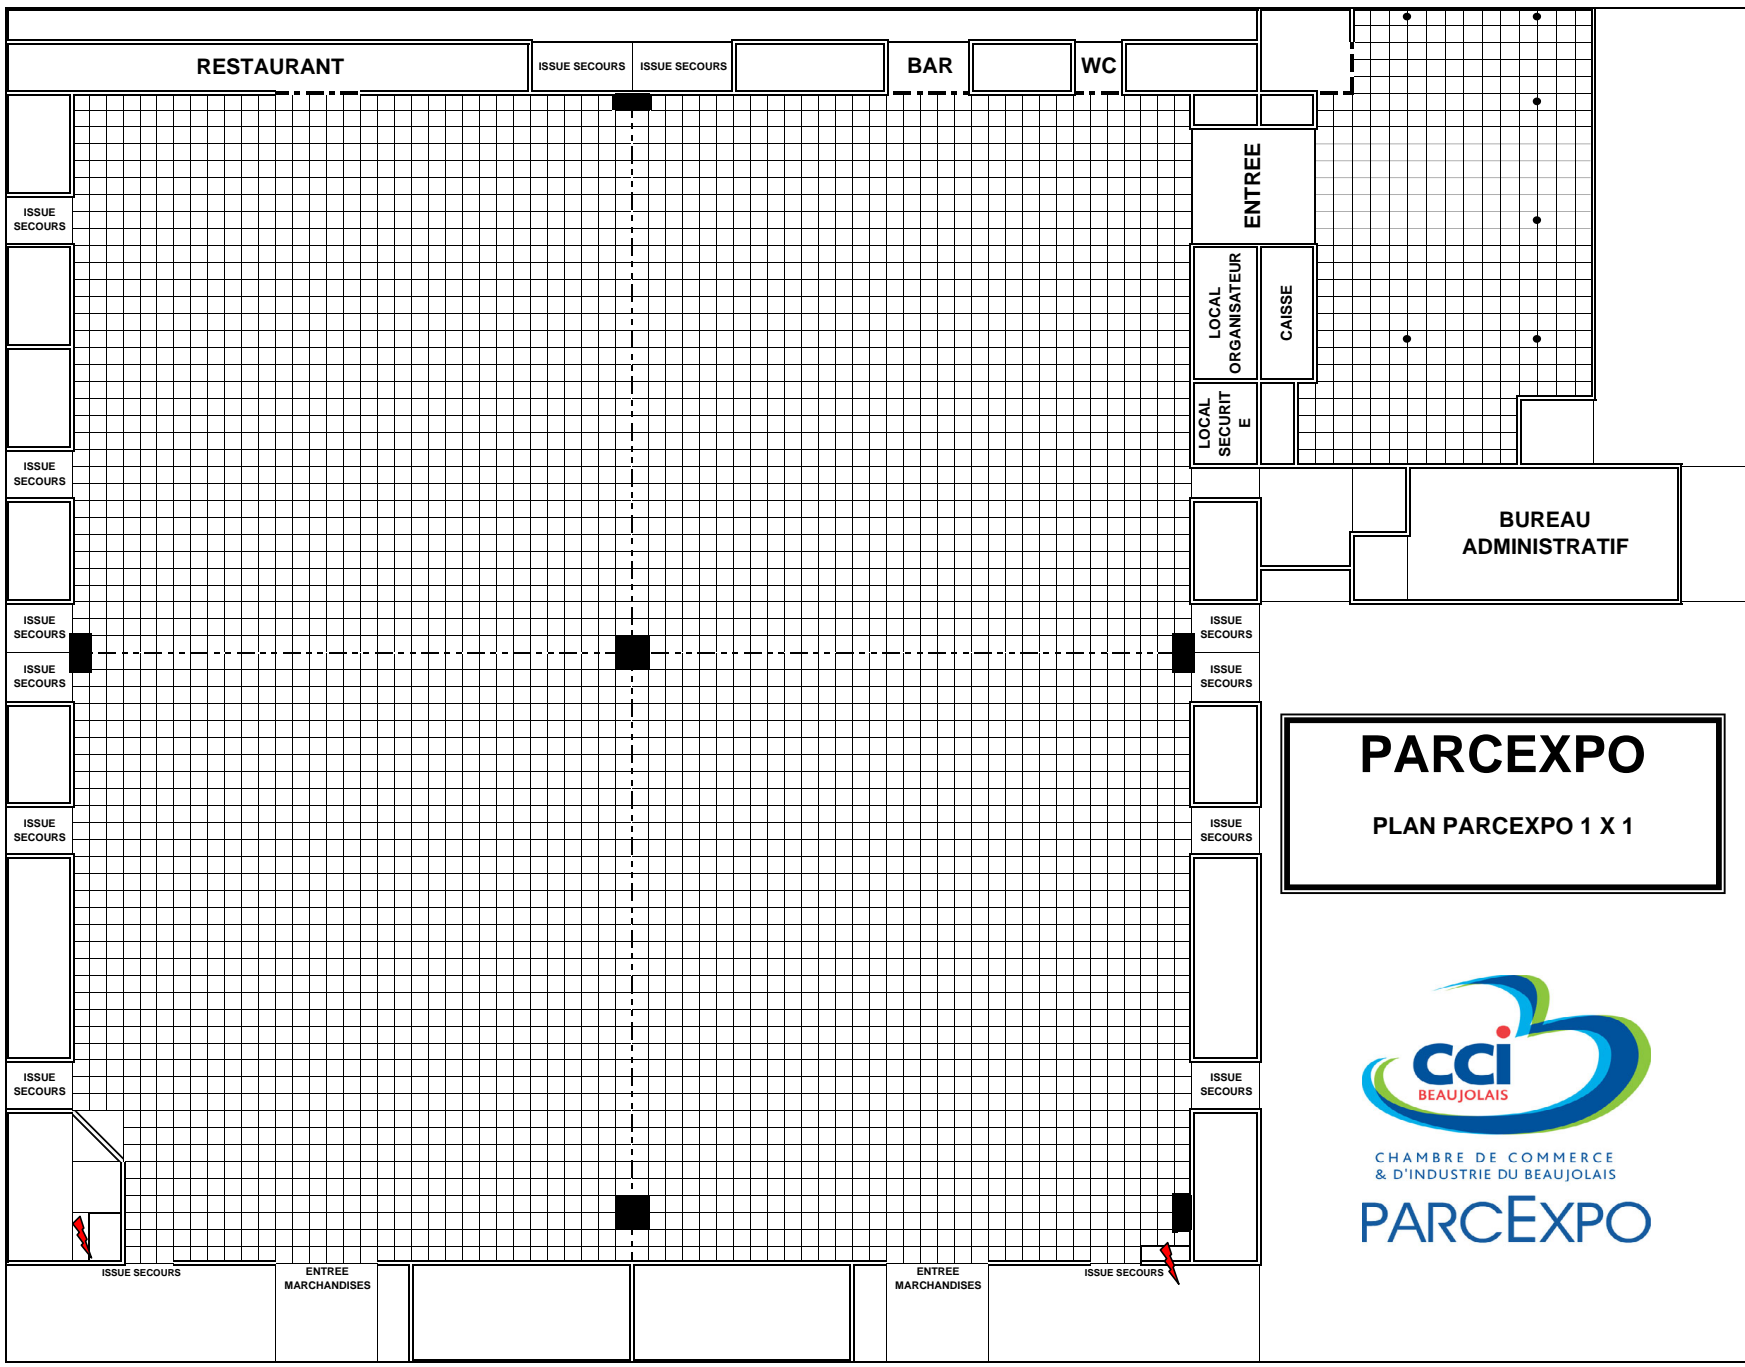 RESTAURANT
ISSUE SECOURS
ISSUE SECOURS
BAR
WC
ENTREE
ISSUE
SECOURS
LOCAL
ORGANISATEUR
CAISSE
LOCAL
SECURIT
E
ISSUE
SECOURS
BUREAU
ADMINISTRATIF
ISSUE
SECOURS
ISSUE
SECOURS
ISSUE
SECOURS
ISSUE
SECOURS
PARCEXPO
PLAN PARCEXPO 1 X 1
ISSUE
SECOURS
ISSUE
SECOURS
cci
BEAUJOLAIS
ISSUE
SECOURS
ISSUE
SECOURS
CHAMBRE DE COMMERCE
& D'INDUSTRIE DU BEAUJOLAIS
PARCEXPO
ISSUE SECOURS
ENTREE
MARCHANDISES
ENTREE
MARCHANDISES
ISSUE SECOURS